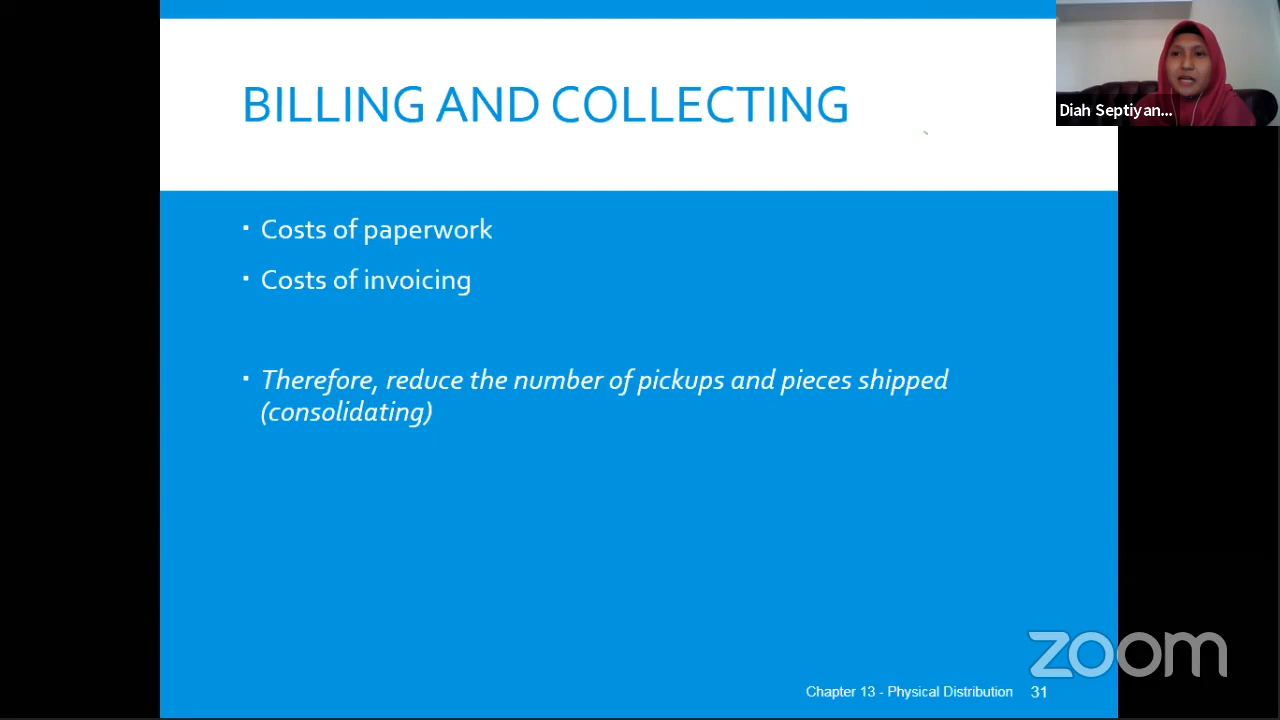 BILLING AND COLLECTING
Diah Septiyan...
▪ Costs of paperwork
▪ Costs of invoicing
▪ Therefore, reduce the number of pickups and pieces shipped
(consolidating)
zoom
Chapter 13 - Physical Distribution 31